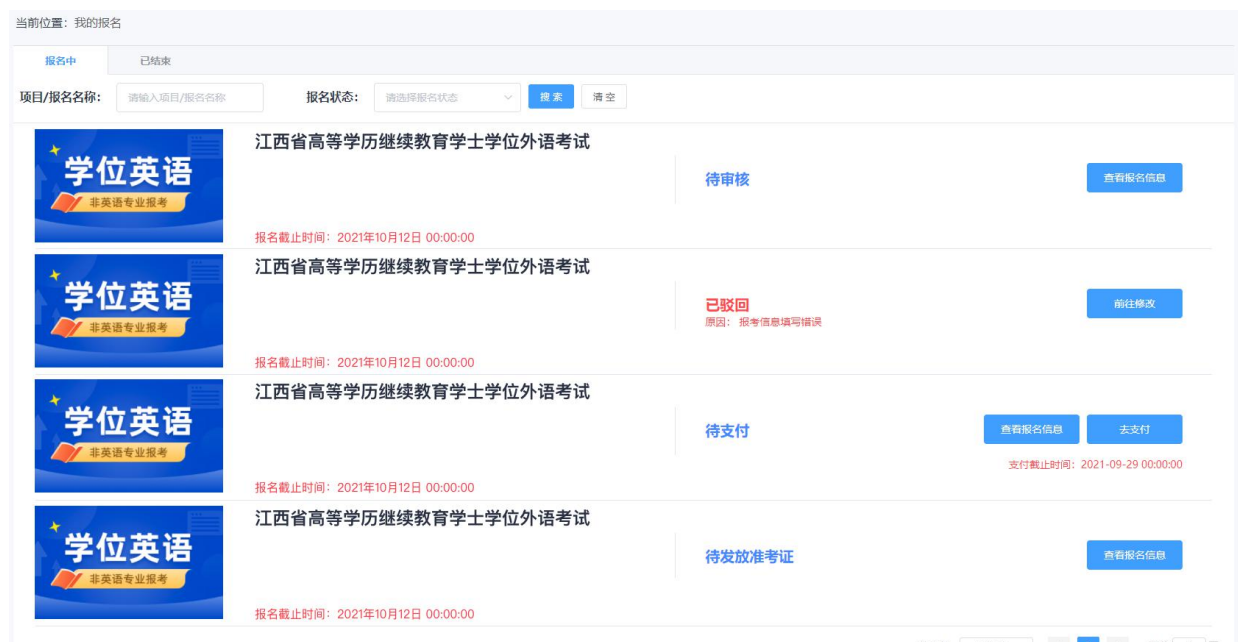 当前位置：我的报名
报名中 已结束
项目/报名名称： 请输入项目/报名名称 报名状态： 请选择报名状态 搜索 清空
江西省高等学历继续教育学士学位外语考试
学位英语
非英语专业报考
待审核
查看报名信息
报名截止时间：2021年10月12日 00:00:00
江西省高等学历继续教育学士学位外语考试
学位英语
非英语专业报考
已驳回
原因： 报考信息填写错误
前往修改
报名截止时间：2021年10月12日 00:00:00
江西省高等学历继续教育学士学位外语考试
学位英语
非英语专业报考
待支付
查看报名信息 去支付
支付截止时间：2021-09-29 00:00:00
报名截止时间：2021年10月12日 00:00:00
江西省高等学历继续教育学士学位外语考试
学位英语
非英语专业报考
待发放准考证
查看报名信息
报名截止时间：2021年10月12日 00:00:00